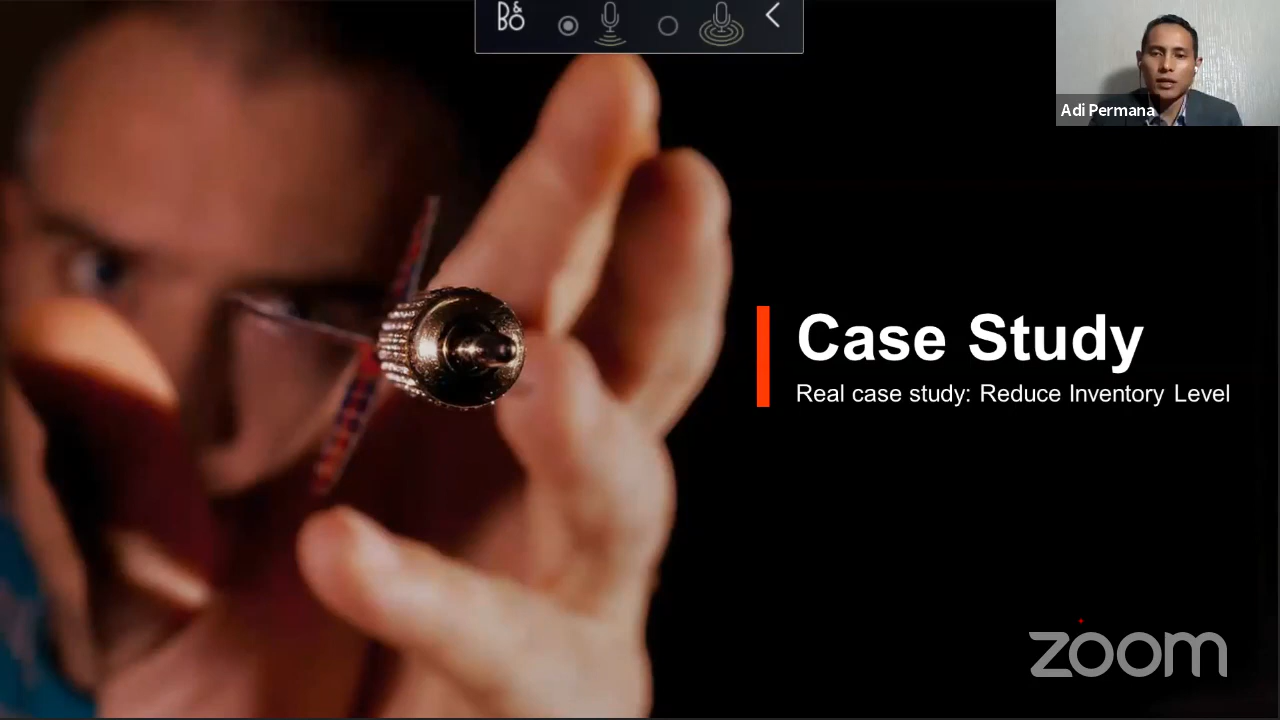 B&O
Adi Permana
Case Study
Real case study: Reduce Inventory Level
zoom